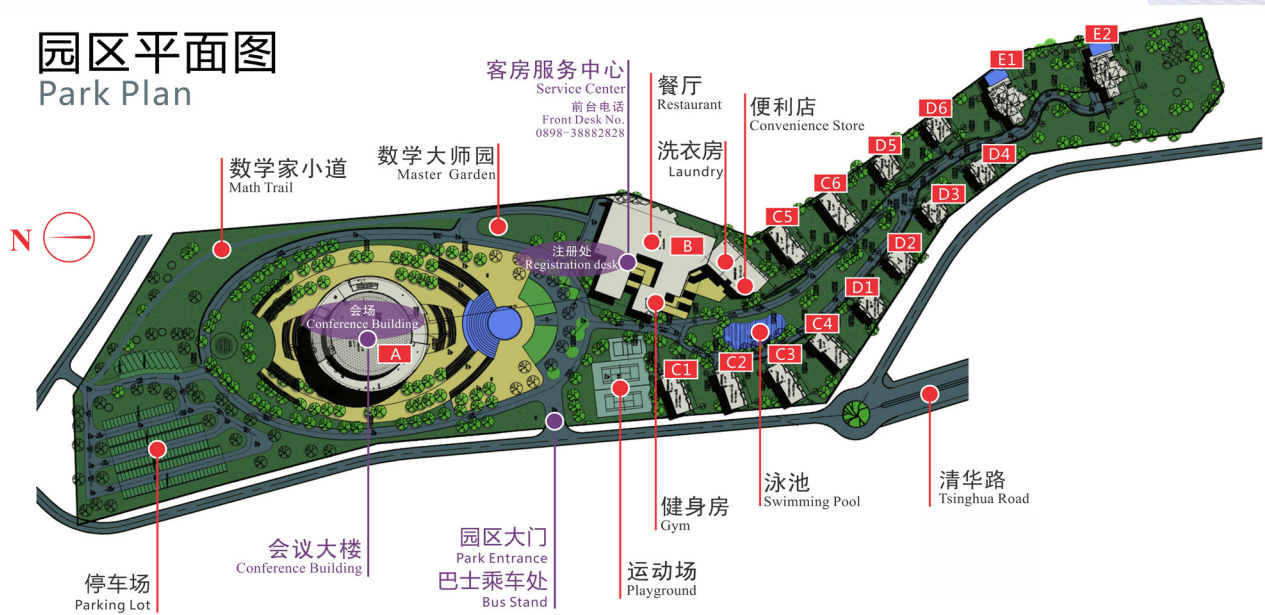 园区平面图
Park Plan
客房服务中心
Service Center
前台电话
Front Desk No.
0898-38882828
餐厅
Restaurant
便利店
Convenience Store
洗衣房
Laundry
数学家小道
Math Trail
数学大师园
Master Garden
N
注册处
Registration desk
会场
Conference Building
A
B
C1
C2
C3
C4
C5
C6
D1
D2
D3
D4
D5
D6
E1
E2
清华路
Tsinghua Road
泳池
Swimming Pool
健身房
Gym
运动场
Playground
园区大门
Park Entrance
巴士乘车处
Bus Stand
会议大楼
Conference Building
停车场
Parking Lot